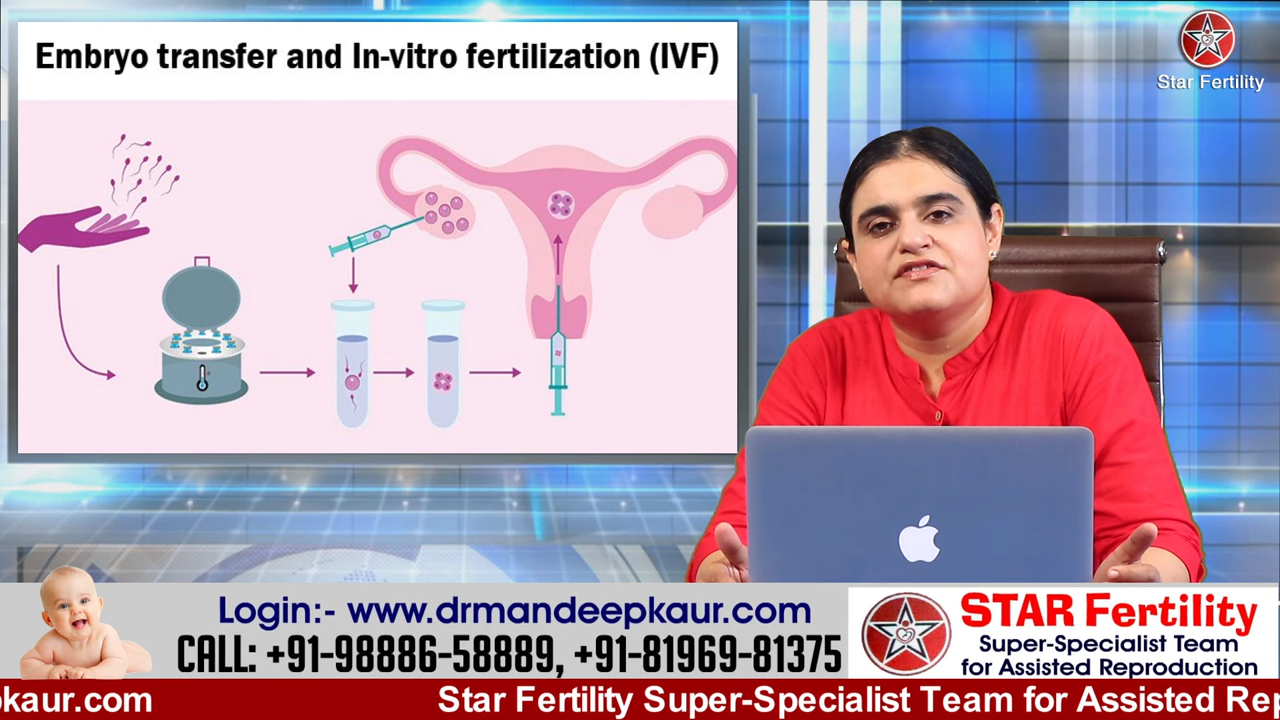 Embryo transfer and In-vitro fertilization (IVF)
Star Fertility
Login:- www.drmandeepkaur.com
CALL: +91-98886-58889, +91-81969-81375
STAR Fertility
Super-Specialist Team
for Assisted Reproduction
kaur.com Star Fertility Super-Specialist Team for Assisted